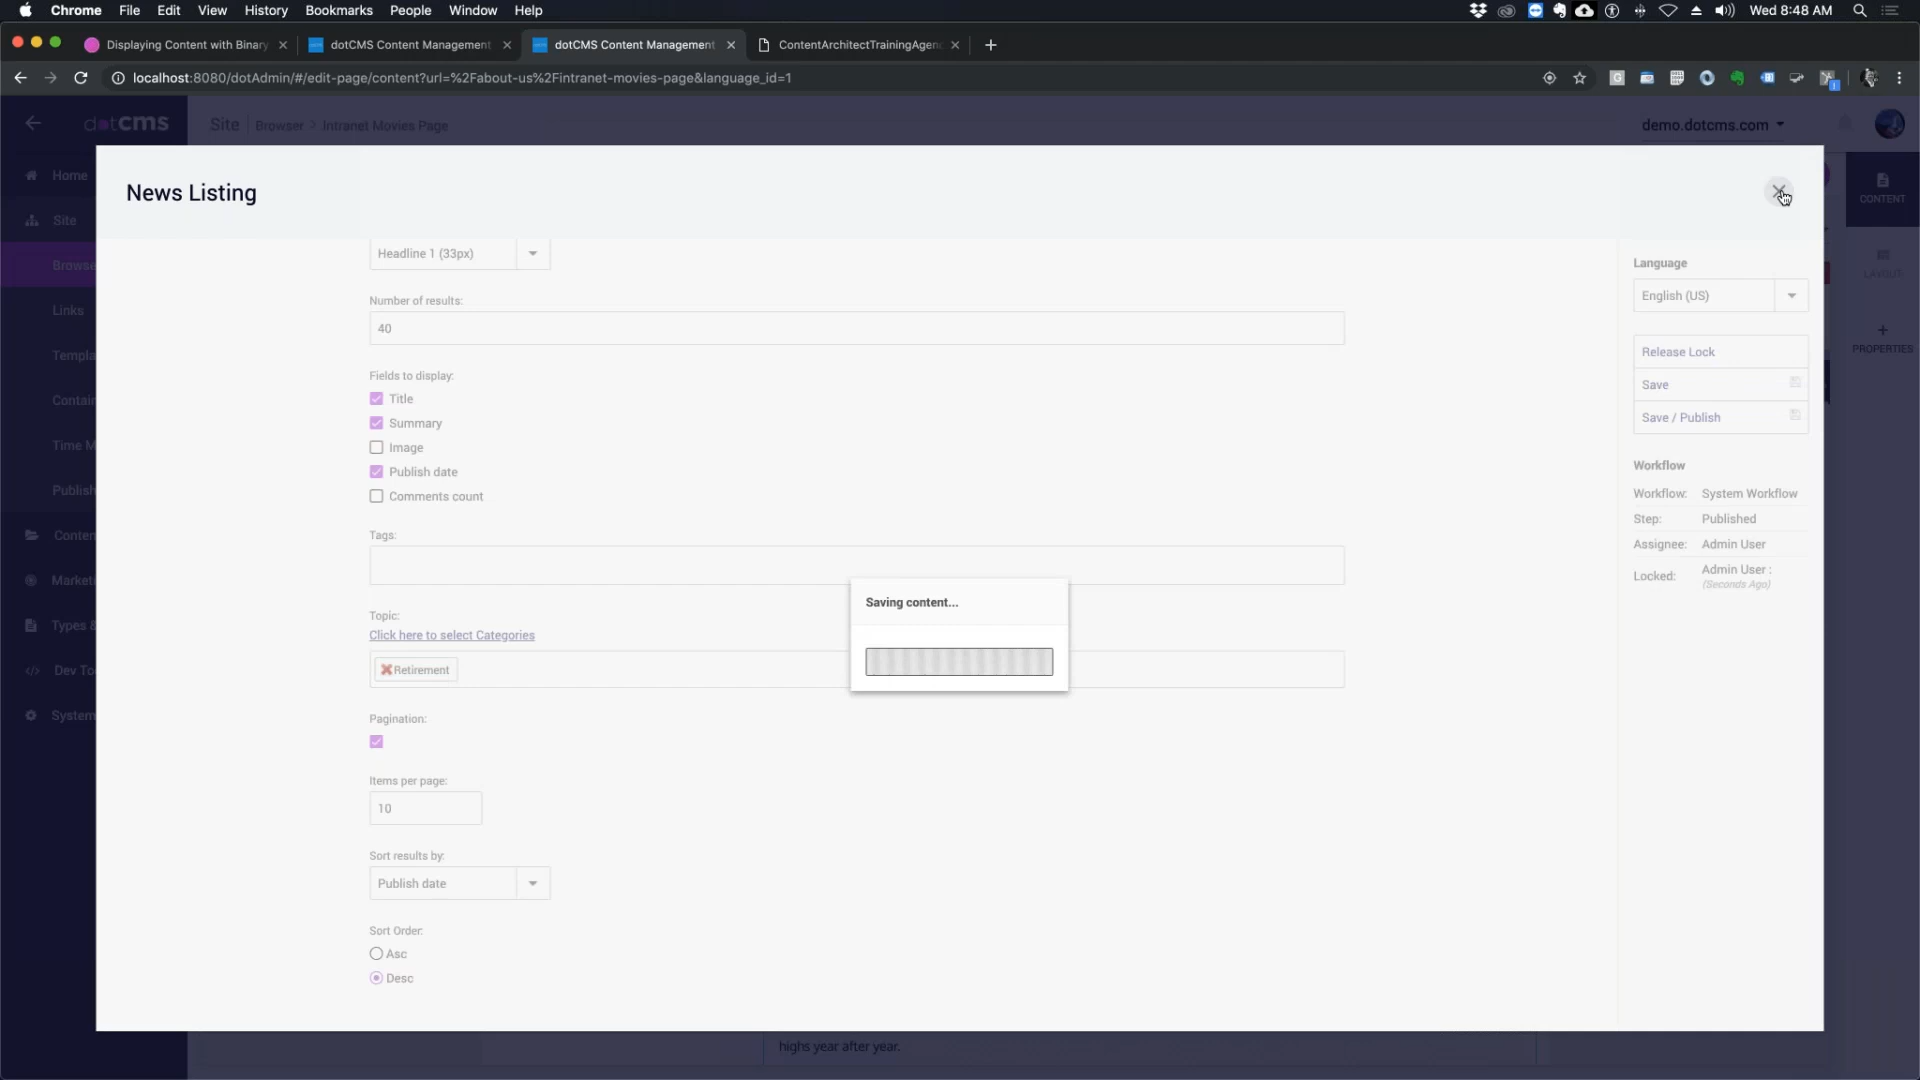 Chrome File Edit View History Bookmarks People Window Help
Wed 8:48 AM
Displaying Content with Binary
dotCMS Content Management
dotCMS Content Management
ContentArchitectTrainingAgen
localhost:8080/dotAdmin/#/edit-page/content?url=%2Fabout-us%2Fintranet-movies-page&language_id=1
dotCMS
Site Browser > Intranet Movies Page
demo.dotcms.com
Home
Site
Browse
Links
Templa
Contain
Time M
Publish
Conten
Marketi
Types &
Dev To
System
CONTENT
LAYOUT
PROPERTIES
News Listing
Headline 1 (33px)
Number of results:
40
Fields to display:
Title
Summary
Image
Publish date
Comments count
Tags:
Topic:
Click here to select Categories
Retirement
Pagination:
Items per page:
10
Sort results by:
Publish date
Sort Order:
Asc
Desc
Saving content...
Language
English (US)
Release Lock
Save
Save / Publish
Workflow
Workflow: System Workflow
Step: Published
Assignee: Admin User
Locked: Admin User :
(Seconds Ago)
highs year after year.